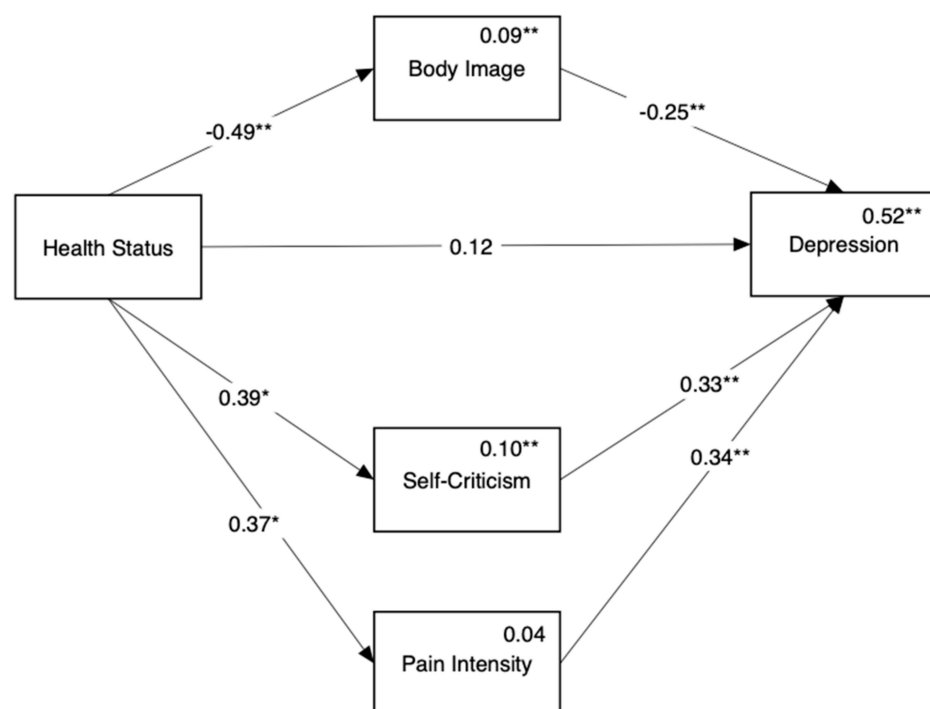 0.09**
Body Image
-0.49**
-0.25**
Health Status
0.12
0.52**
Depression
0.39*
0.33**
0.10**
Self-Criticism
0.34**
0.37*
0.04
Pain Intensity